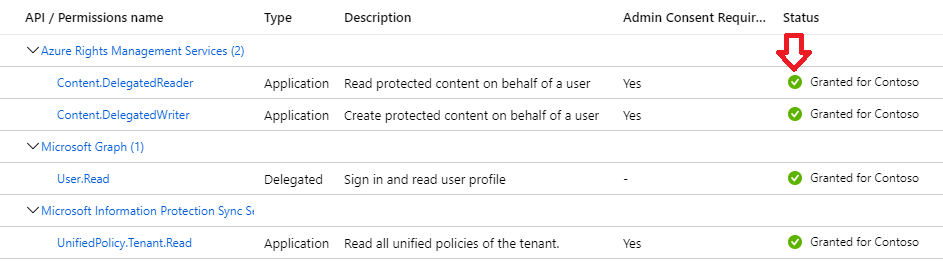 API / Permissions name Type Description Admin Consent Requir... Status
Azure Rights Management Services (2)
Content.DelegatedReader Application Read protected content on behalf of a user Yes Granted for Contoso
Content.DelegatedWriter Application Create protected content on behalf of a user Yes Granted for Contoso
Microsoft Graph (1)
User.Read Delegated Sign in and read user profile - Granted for Contoso
Microsoft Information Protection Sync Se
UnifiedPolicy.Tenant.Read Application Read all unified policies of the tenant. Yes Granted for Contoso